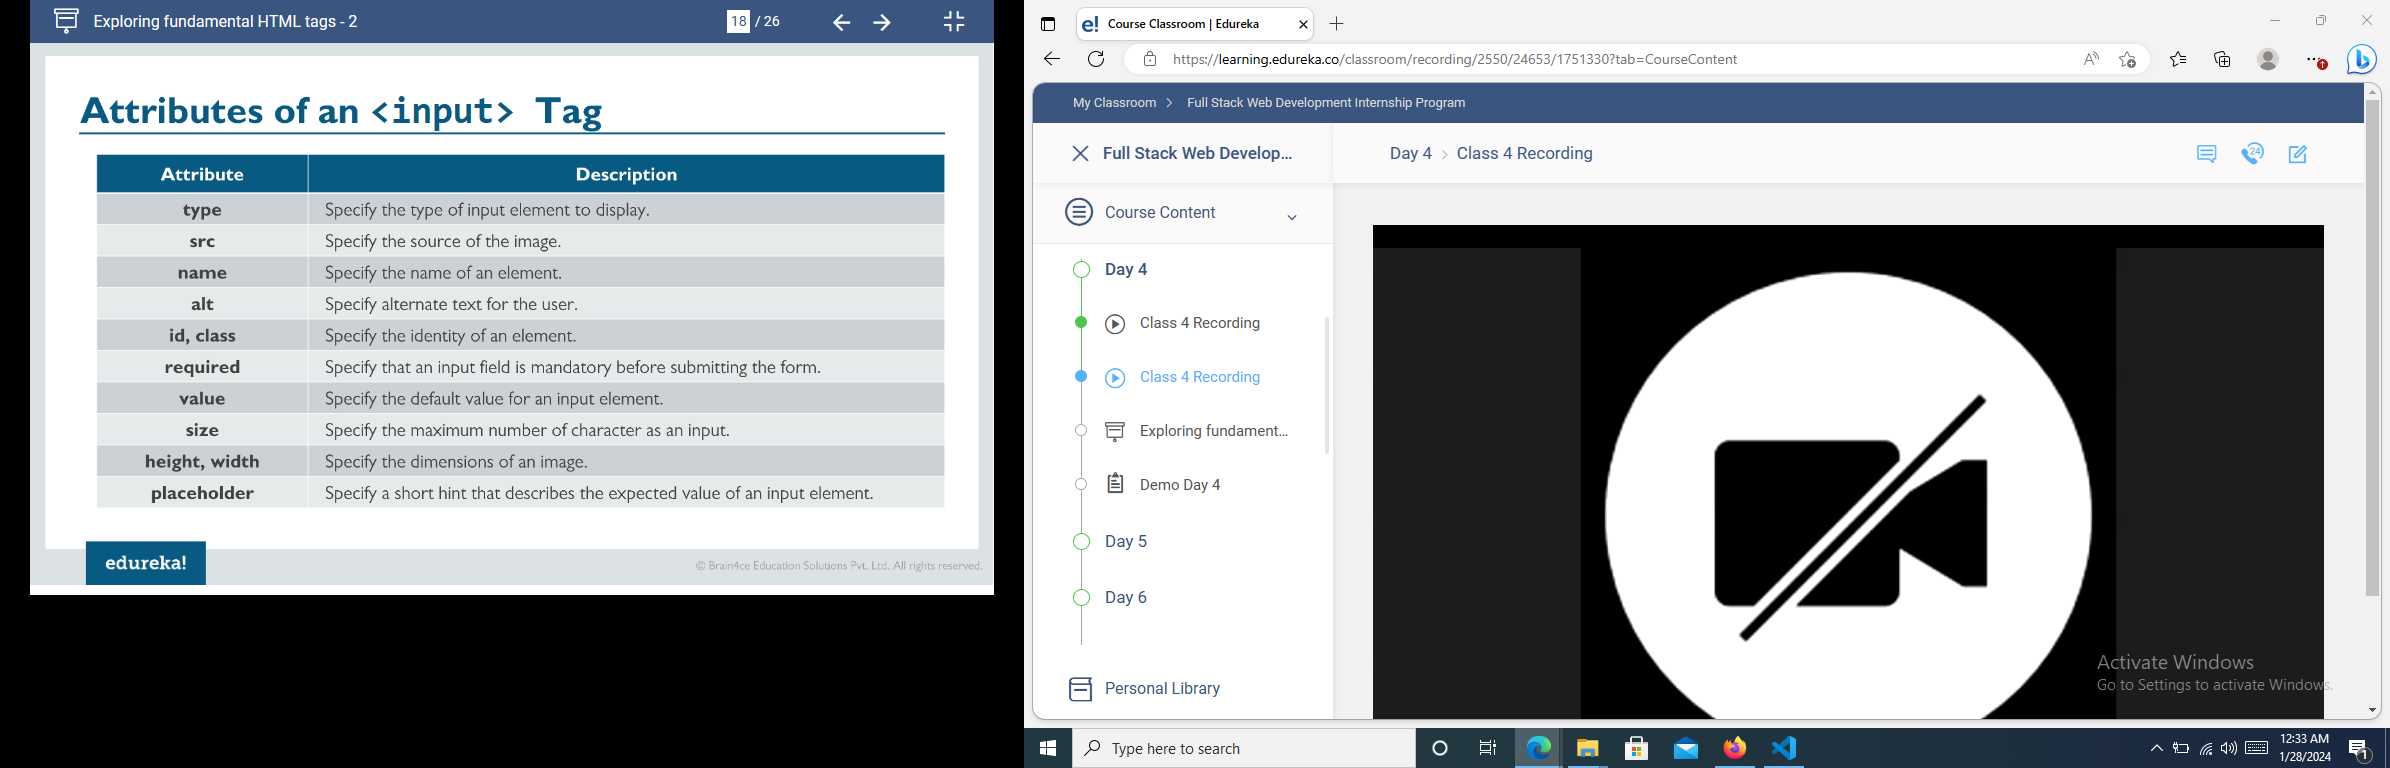 Exploring fundamental HTML tags - 2
18 / 26
Attributes of an <input> Tag
Attribute Description
type Specify the type of input element to display.
src Specify the source of the image.
name Specify the name of an element.
alt Specify alternate text for the user.
id, class Specify the identity of an element.
required Specify that an input field is mandatory before submitting the form.
value Specify the default value for an input element.
size Specify the maximum number of character as an input.
height, width Specify the dimensions of an image.
placeholder Specify a short hint that describes the expected value of an input element.
edureka!
© Brain4ce Education Solutions Pvt. Ltd. All rights reserved.
e! Course Classroom | Edureka
https://learning.edureka.co/classroom/recording/2550/24653/1751330?tab=CourseContent
My Classroom > Full Stack Web Development Internship Program
Full Stack Web Develop...
Day 4 > Class 4 Recording
24
Course Content
Day 4
Class 4 Recording
Class 4 Recording
Exploring fundament...
Demo Day 4
Day 5
Day 6
Personal Library
Activate Windows
Go to Settings to activate Windows.
Type here to search
12:33 AM
1/28/2024
1